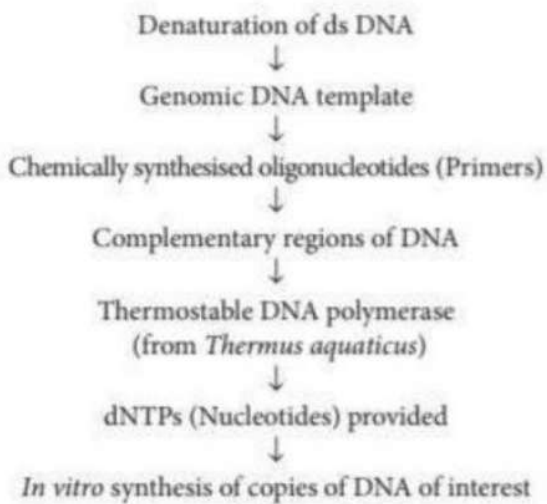 Denaturation of ds DNA
↓
Genomic DNA template
↓
Chemically synthesised oligonucleotides (Primers)
↓
Complementary regions of DNA
↓
Thermostable DNA polymerase
(from Thermus aquaticus)
↓
dNTPs (Nucleotides) provided
↓
In vitro synthesis of copies of DNA of interest